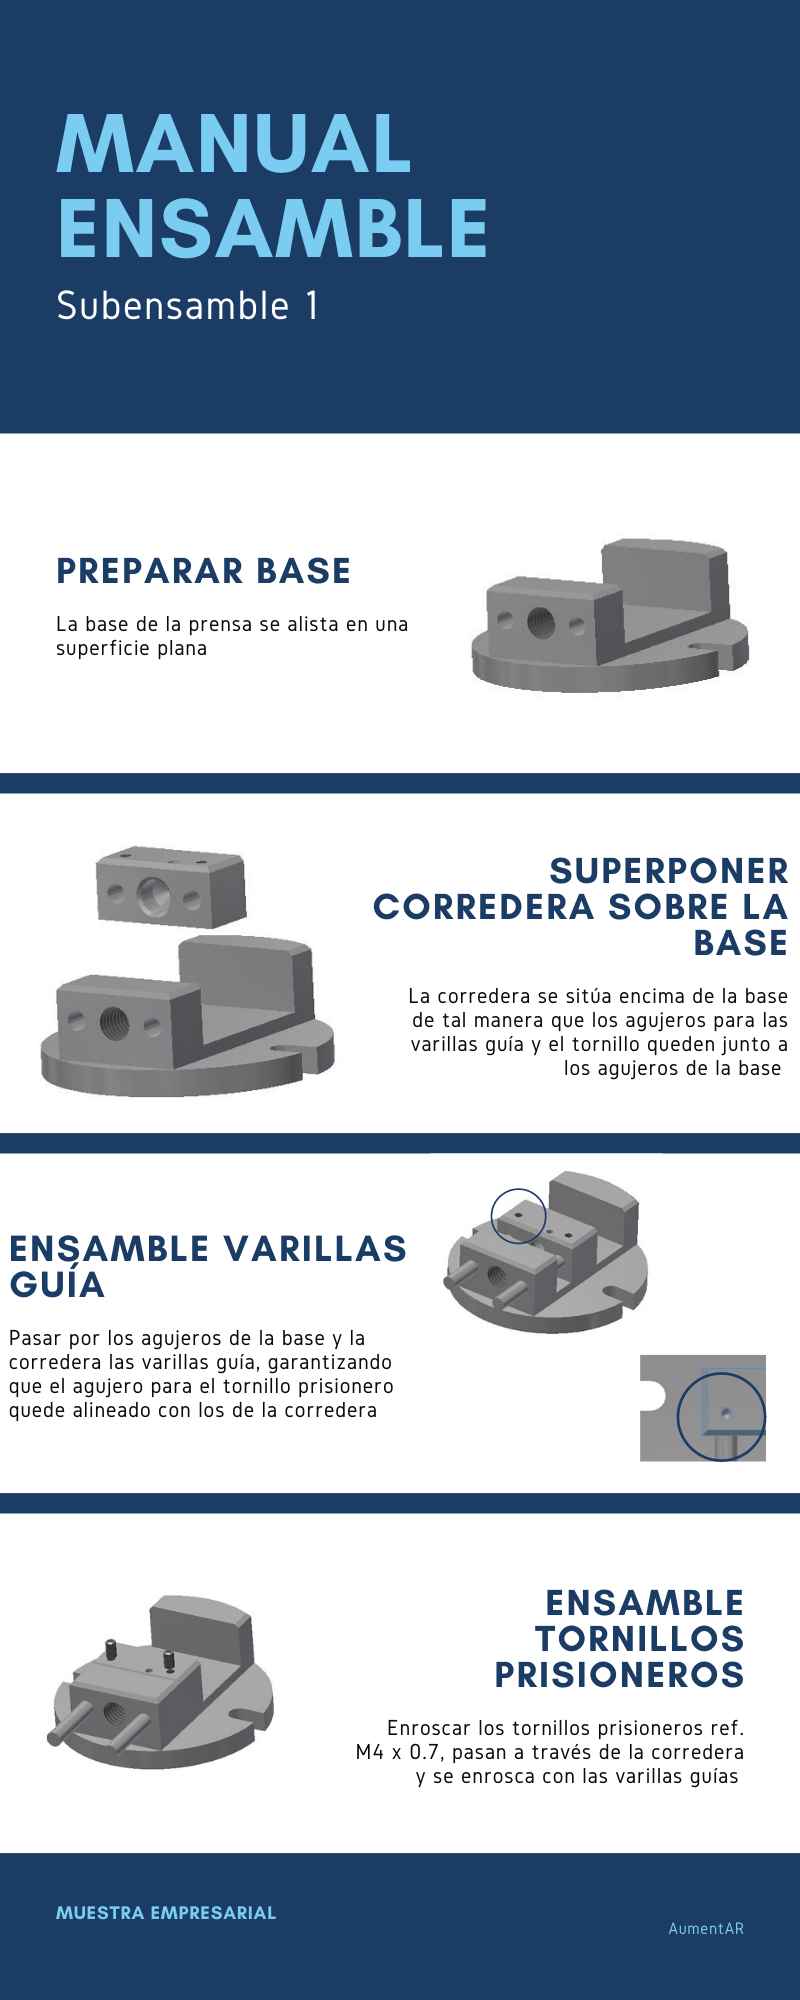 MANUAL
ENSAMBLE
Subensamble 1
PREPARAR BASE
La base de la prensa se alista en una
superficie plana
SUPERPONER
CORREDERA SOBRE LA
BASE
La corredera se sitúa encima de la base
de tal manera que los agujeros para las
varillas guía y el tornillo queden junto a
los agujeros de la base
ENSAMBLE VARILLAS
GUÍA
Pasar por los agujeros de la base y la
corredera las varillas guía, garantizando
que el agujero para el tornillo prisionero
quede alineado con los de la corredera
ENSAMBLE
TORNILLOS
PRISIONEROS
Enroscar los tornillos prisioneros ref.
M4 x 0.7, pasan a través de la corredera
y se enrosca con las varillas guías
MUESTRA EMPRESARIAL
AumentAR